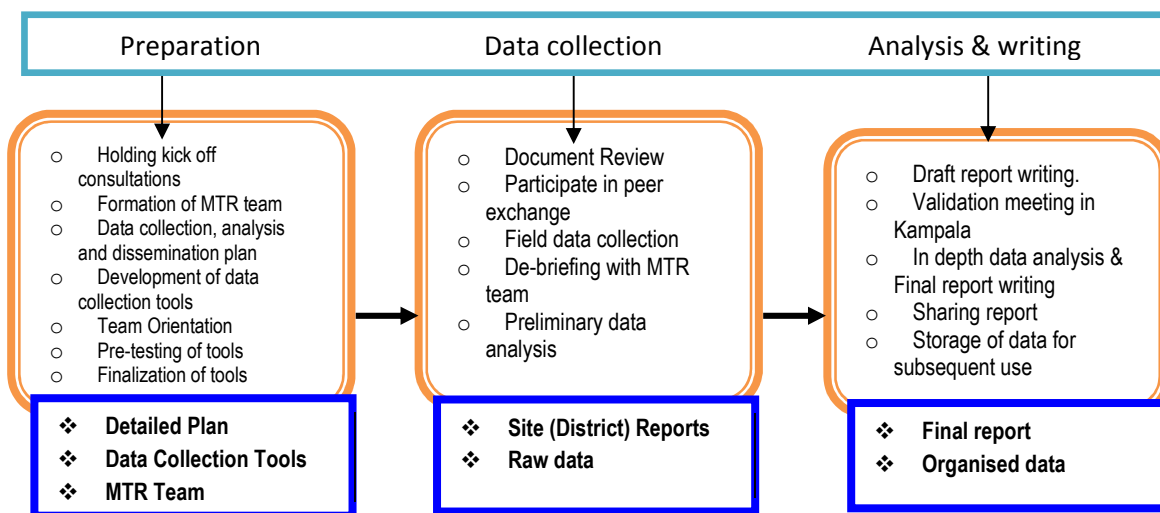 Preparation
Data collection
Analysis & writing
o Holding kick off
consultations
o Formation of MTR team
o Data collection, analysis
and dissemination plan
o Development of data
collection tools
o Team Orientation
o Pre-testing of tools
o Finalization of tools
❖ Detailed Plan
❖ Data Collection Tools
❖ MTR Team
o Document Review
o Participate in peer
exchange
o Field data collection
o De-briefing with MTR
team
o Preliminary data
analysis
❖ Site (District) Reports
❖ Raw data
o Draft report writing.
o Validation meeting in
Kampala
o In depth data analysis &
Final report writing
o Sharing report
o Storage of data for
subsequent use
❖ Final report
❖ Organised data